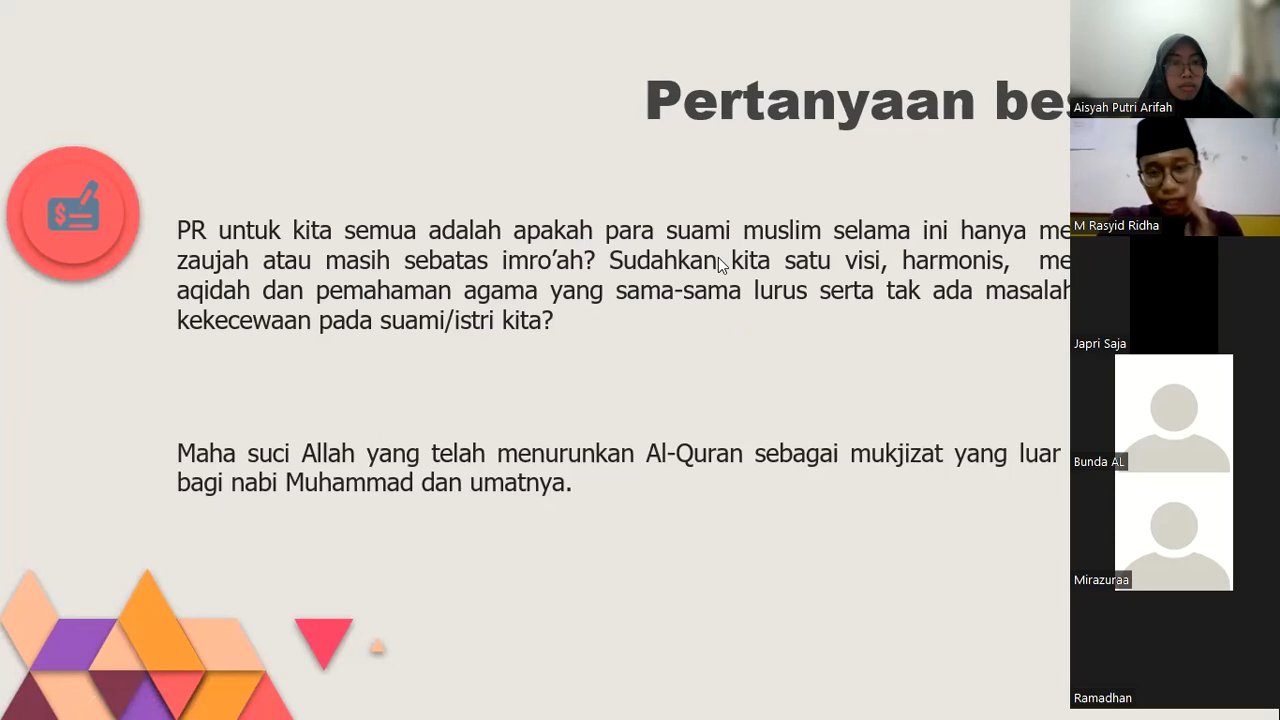 Pertanyaan
PR untuk kita semua adalah apakah para suami muslim selama ini hanya
zaujah atau masih sebatas imro’ah? Sudahkan kita satu visi, harmonis,
aqidah dan pemahaman agama yang sama-sama lurus serta tak ada masalah
kekecewaan pada suami/istri kita?
Maha suci Allah yang telah menurunkan Al-Quran sebagai mukjizat yang luar
bagi nabi Muhammad dan umatnya.
$
Aisyah Putri Arifah
M Rasyid Ridha
Japri Saja
Bunda AL
Mirazuraa
Ramadhan